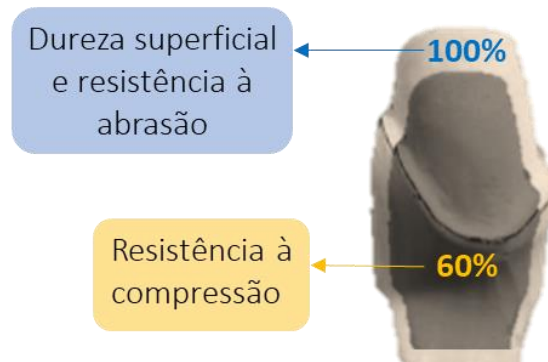 Dureza superficial
e resistência à
abrasão
100%
Resistência à
compressão
60%